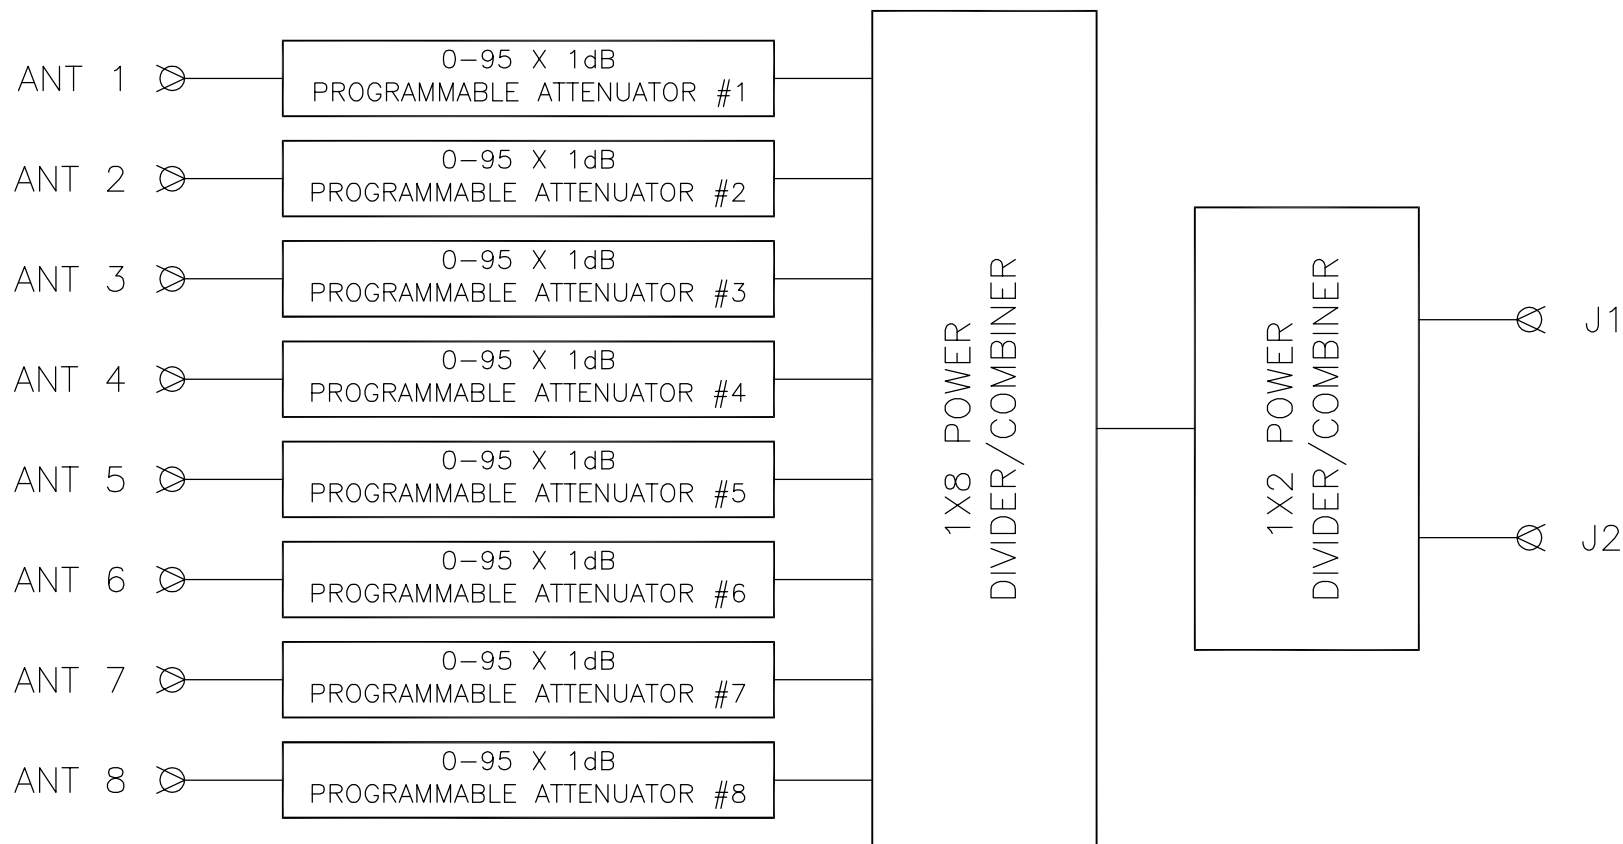 ANT 1
0-95 X 1dB
PROGRAMMABLE ATTENUATOR #1
ANT 2
0-95 X 1dB
PROGRAMMABLE ATTENUATOR #2
ANT 3
0-95 X 1dB
PROGRAMMABLE ATTENUATOR #3
ANT 4
0-95 X 1dB
PROGRAMMABLE ATTENUATOR #4
ANT 5
0-95 X 1dB
PROGRAMMABLE ATTENUATOR #5
ANT 6
0-95 X 1dB
PROGRAMMABLE ATTENUATOR #6
ANT 7
0-95 X 1dB
PROGRAMMABLE ATTENUATOR #7
ANT 8
0-95 X 1dB
PROGRAMMABLE ATTENUATOR #8
1X8 POWER
DIVIDER/COMBINER
1X2 POWER
DIVIDER/COMBINER
J1
J2